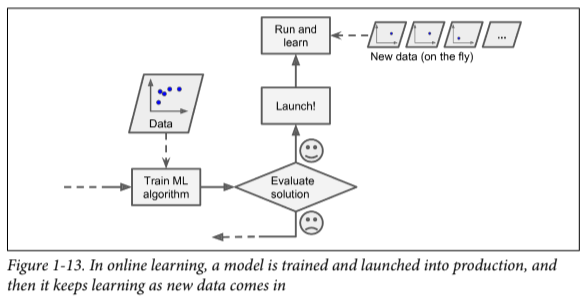 Run and
learn
...
New data (on the fly)
Launch!
Data
Train ML
algorithm
Evaluate
solution
Figure 1-13. In online learning, a model is trained and launched into production, and
then it keeps learning as new data comes in